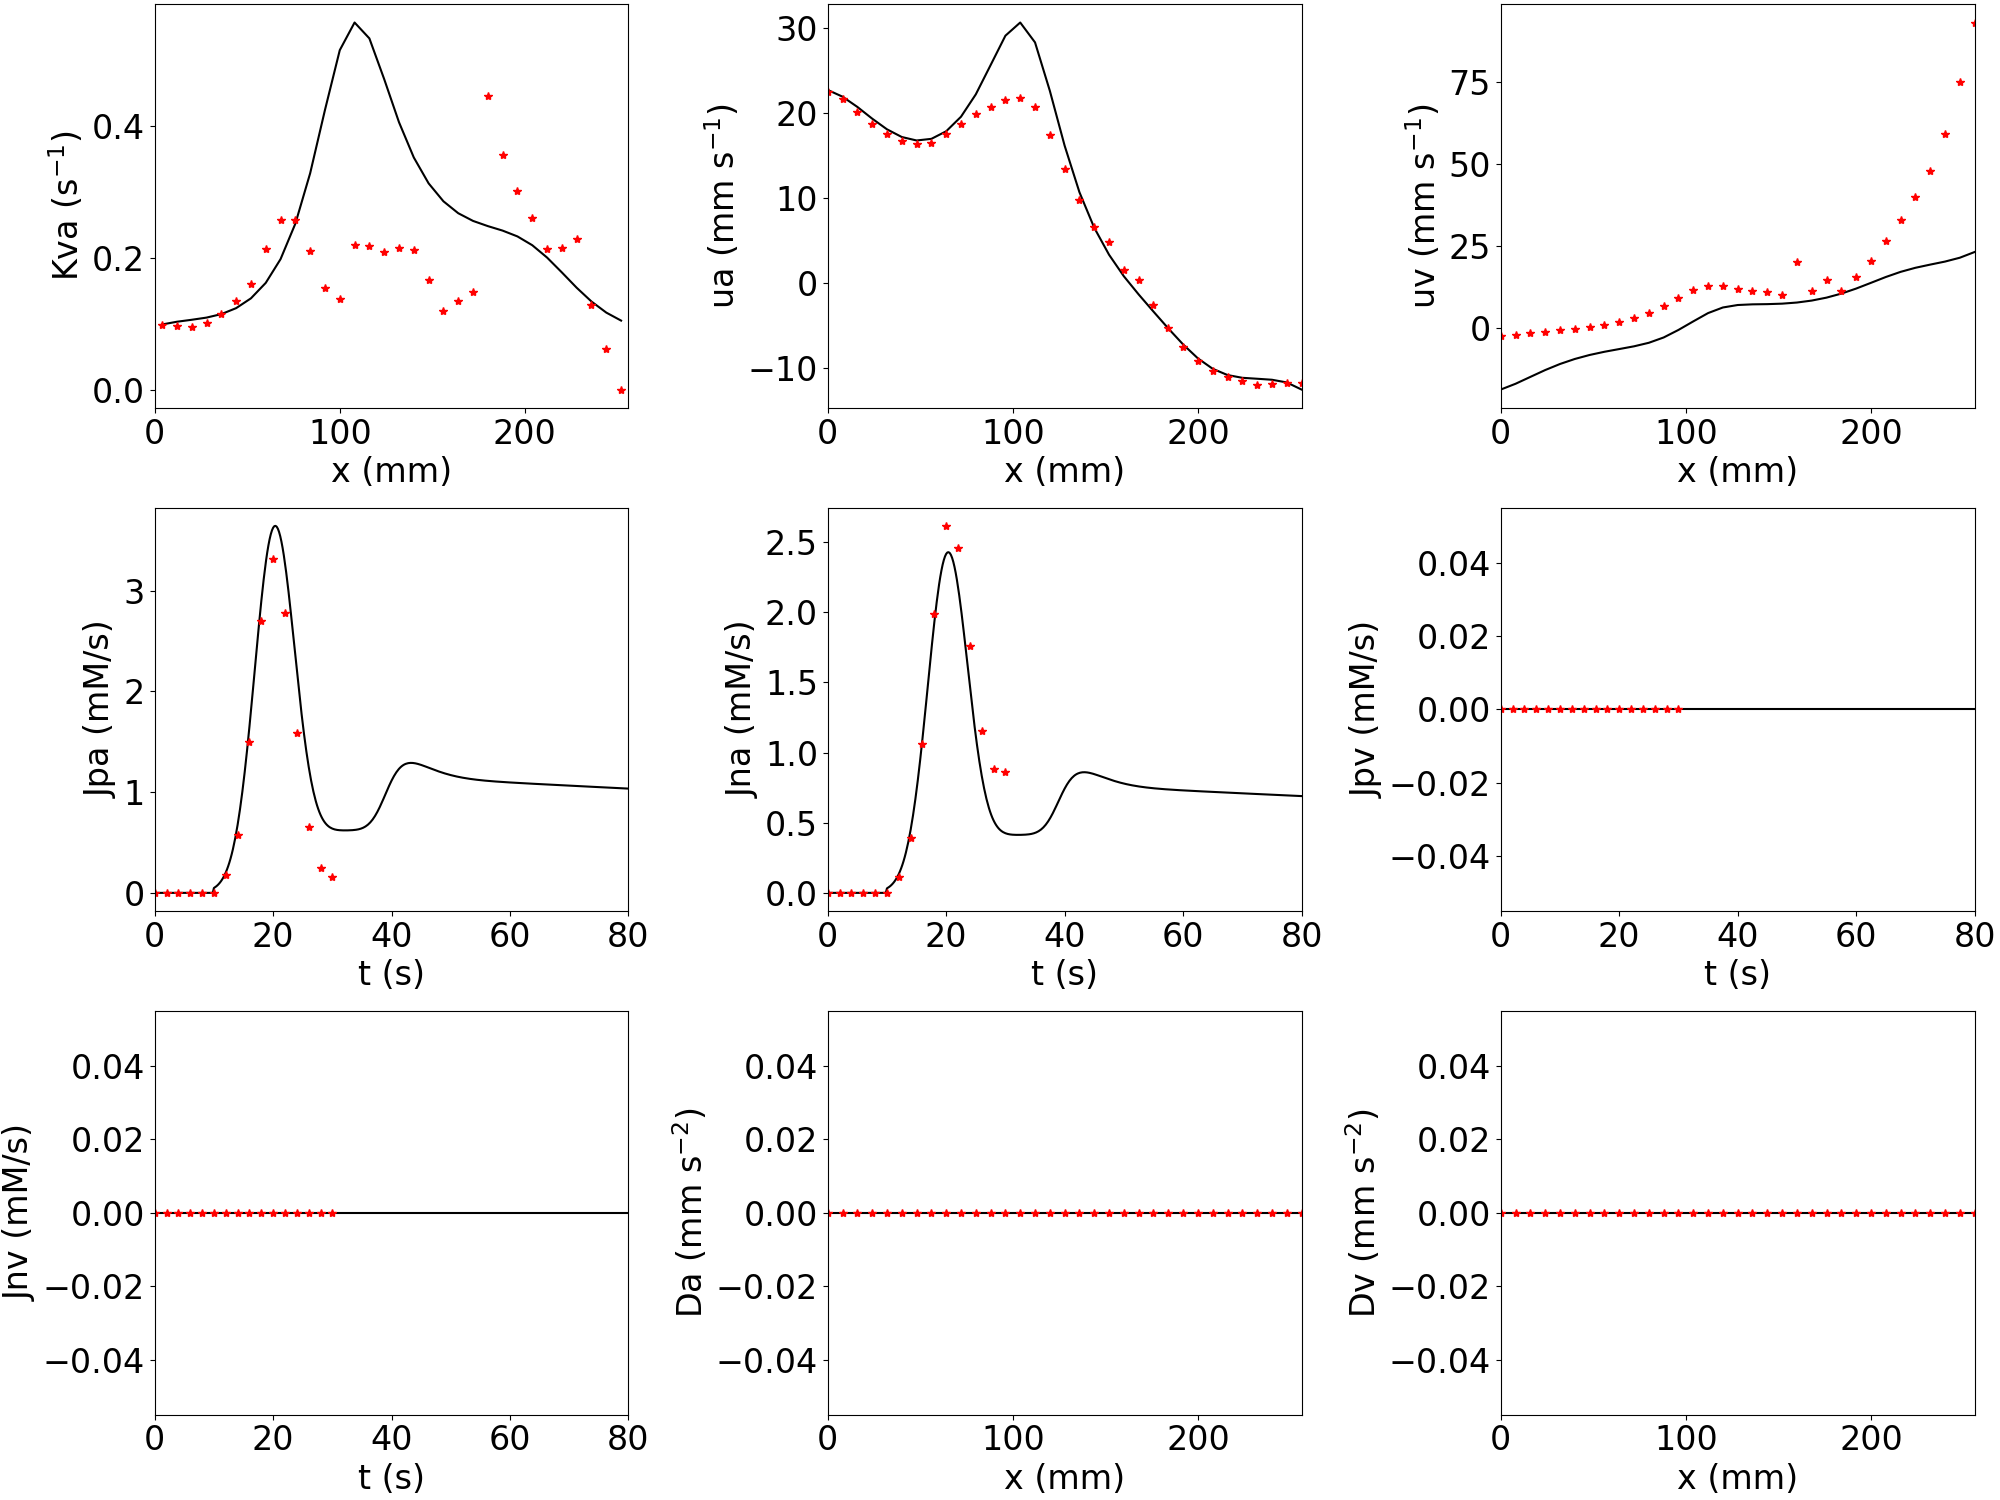 Kva (s⁻¹)
0.4
0.2
0.0
0 100 200
x (mm)
ua (mm s⁻¹)
30
20
10
0
−10
0 100 200
x (mm)
uv (mm s⁻¹)
75
50
25
0
0 100 200
x (mm)
Jpa (mM/s)
3
2
1
0
0 20 40 60 80
t (s)
Jna (mM/s)
2.5
2.0
1.5
1.0
0.5
0.0
0 20 40 60 80
t (s)
Jpv (mM/s)
0.04
0.02
0.00
−0.02
−0.04
0 20 40 60 80
t (s)
Jnv (mM/s)
0.04
0.02
0.00
−0.02
−0.04
0 20 40 60 80
t (s)
Da (mm s⁻²)
0.04
0.02
0.00
−0.02
−0.04
0 100 200
x (mm)
Dv (mm s⁻²)
0.04
0.02
0.00
−0.02
−0.04
0 100 200
x (mm)